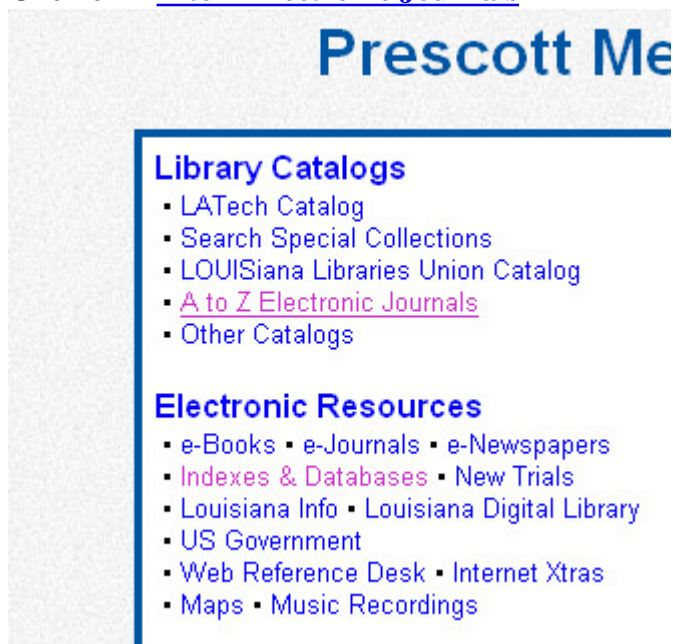 Prescott Me
Library Catalogs
▪ LATech Catalog
▪ Search Special Collections
▪ LOUISiana Libraries Union Catalog
▪ A to Z Electronic Journals
▪ Other Catalogs
Electronic Resources
▪ e-Books ▪ e-Journals ▪ e-Newspapers
▪ Indexes & Databases ▪ New Trials
▪ Louisiana Info ▪ Louisiana Digital Library
▪ US Government
▪ Web Reference Desk ▪ Internet Xtras
▪ Maps ▪ Music Recordings